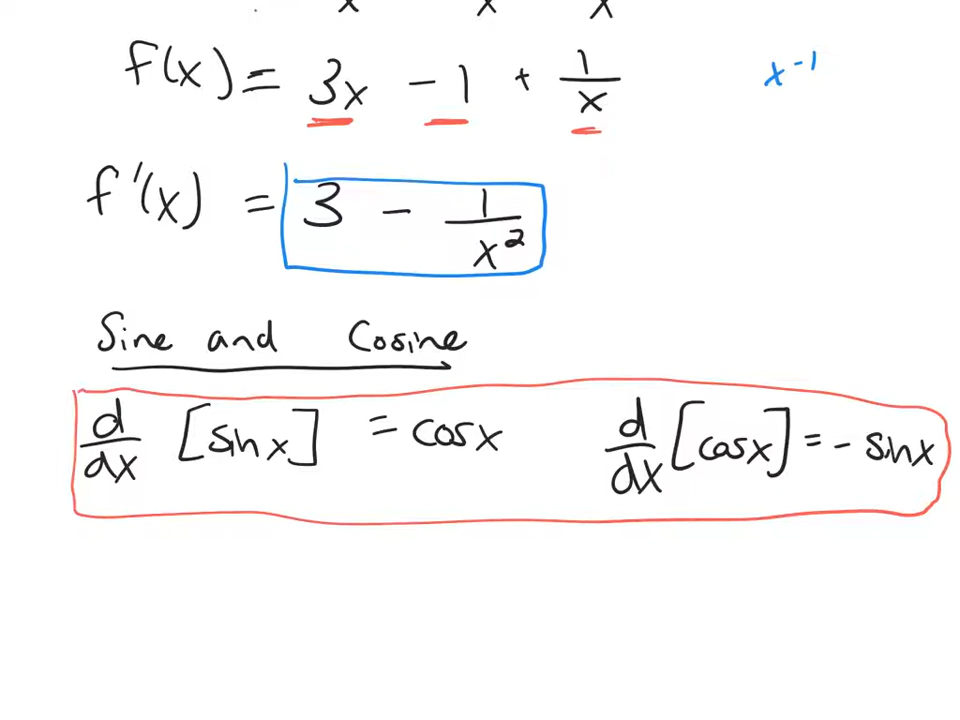 x x x
f(x) = 3x - 1 + 1/x x⁻¹
f'(x) = 3 - 1/x²
Sine and Cosine
d/dx [sin x] = cos x d/dx [cos x] = - sin x